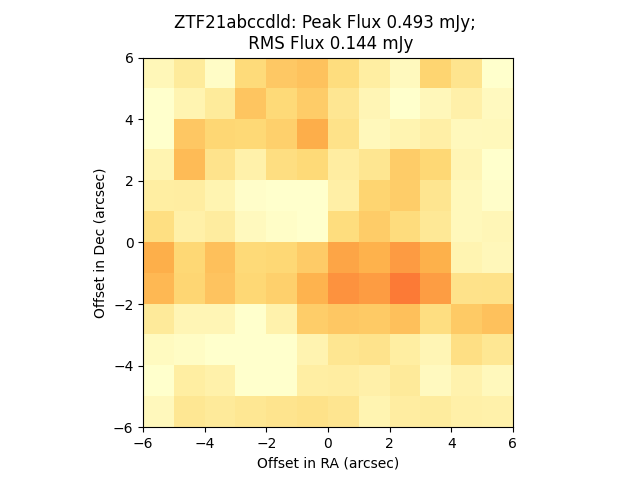 ZTF21abccdld: Peak Flux 0.493 mJy;
RMS Flux 0.144 mJy
6
4
2
0
−2
−4
−6
Offset in Dec (arcsec)
−6 −4 −2 0 2 4 6
Offset in RA (arcsec)